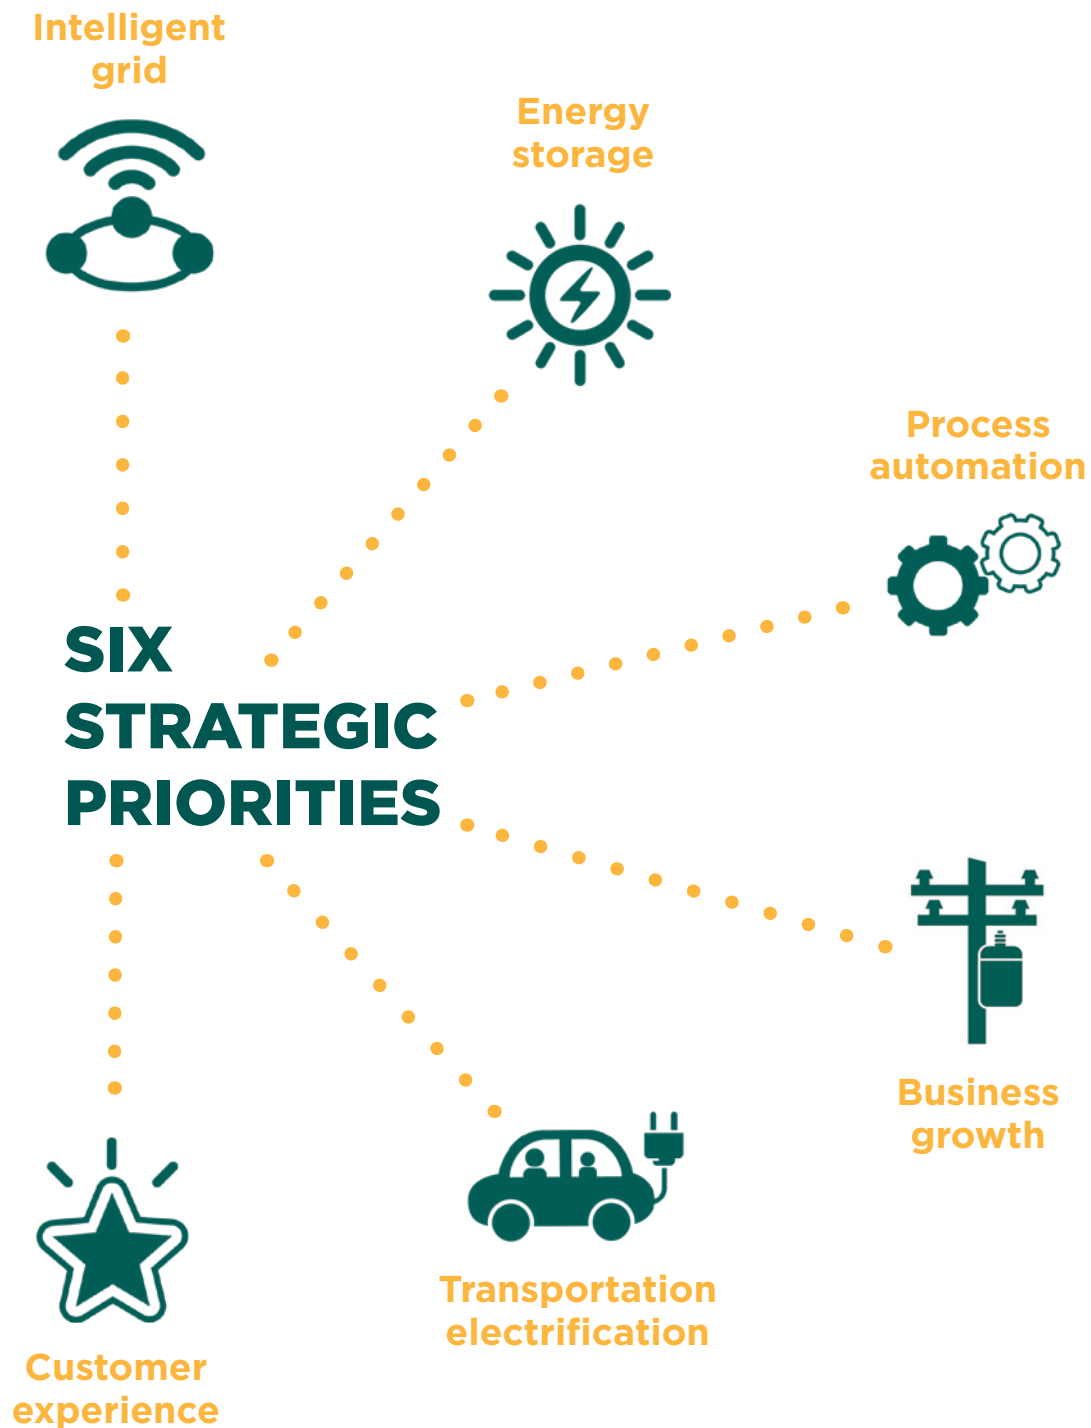 Intelligent
grid
Energy
storage
Process
automation
SIX
STRATEGIC
PRIORITIES
Business
growth
Transportation
electrification
Customer
experience